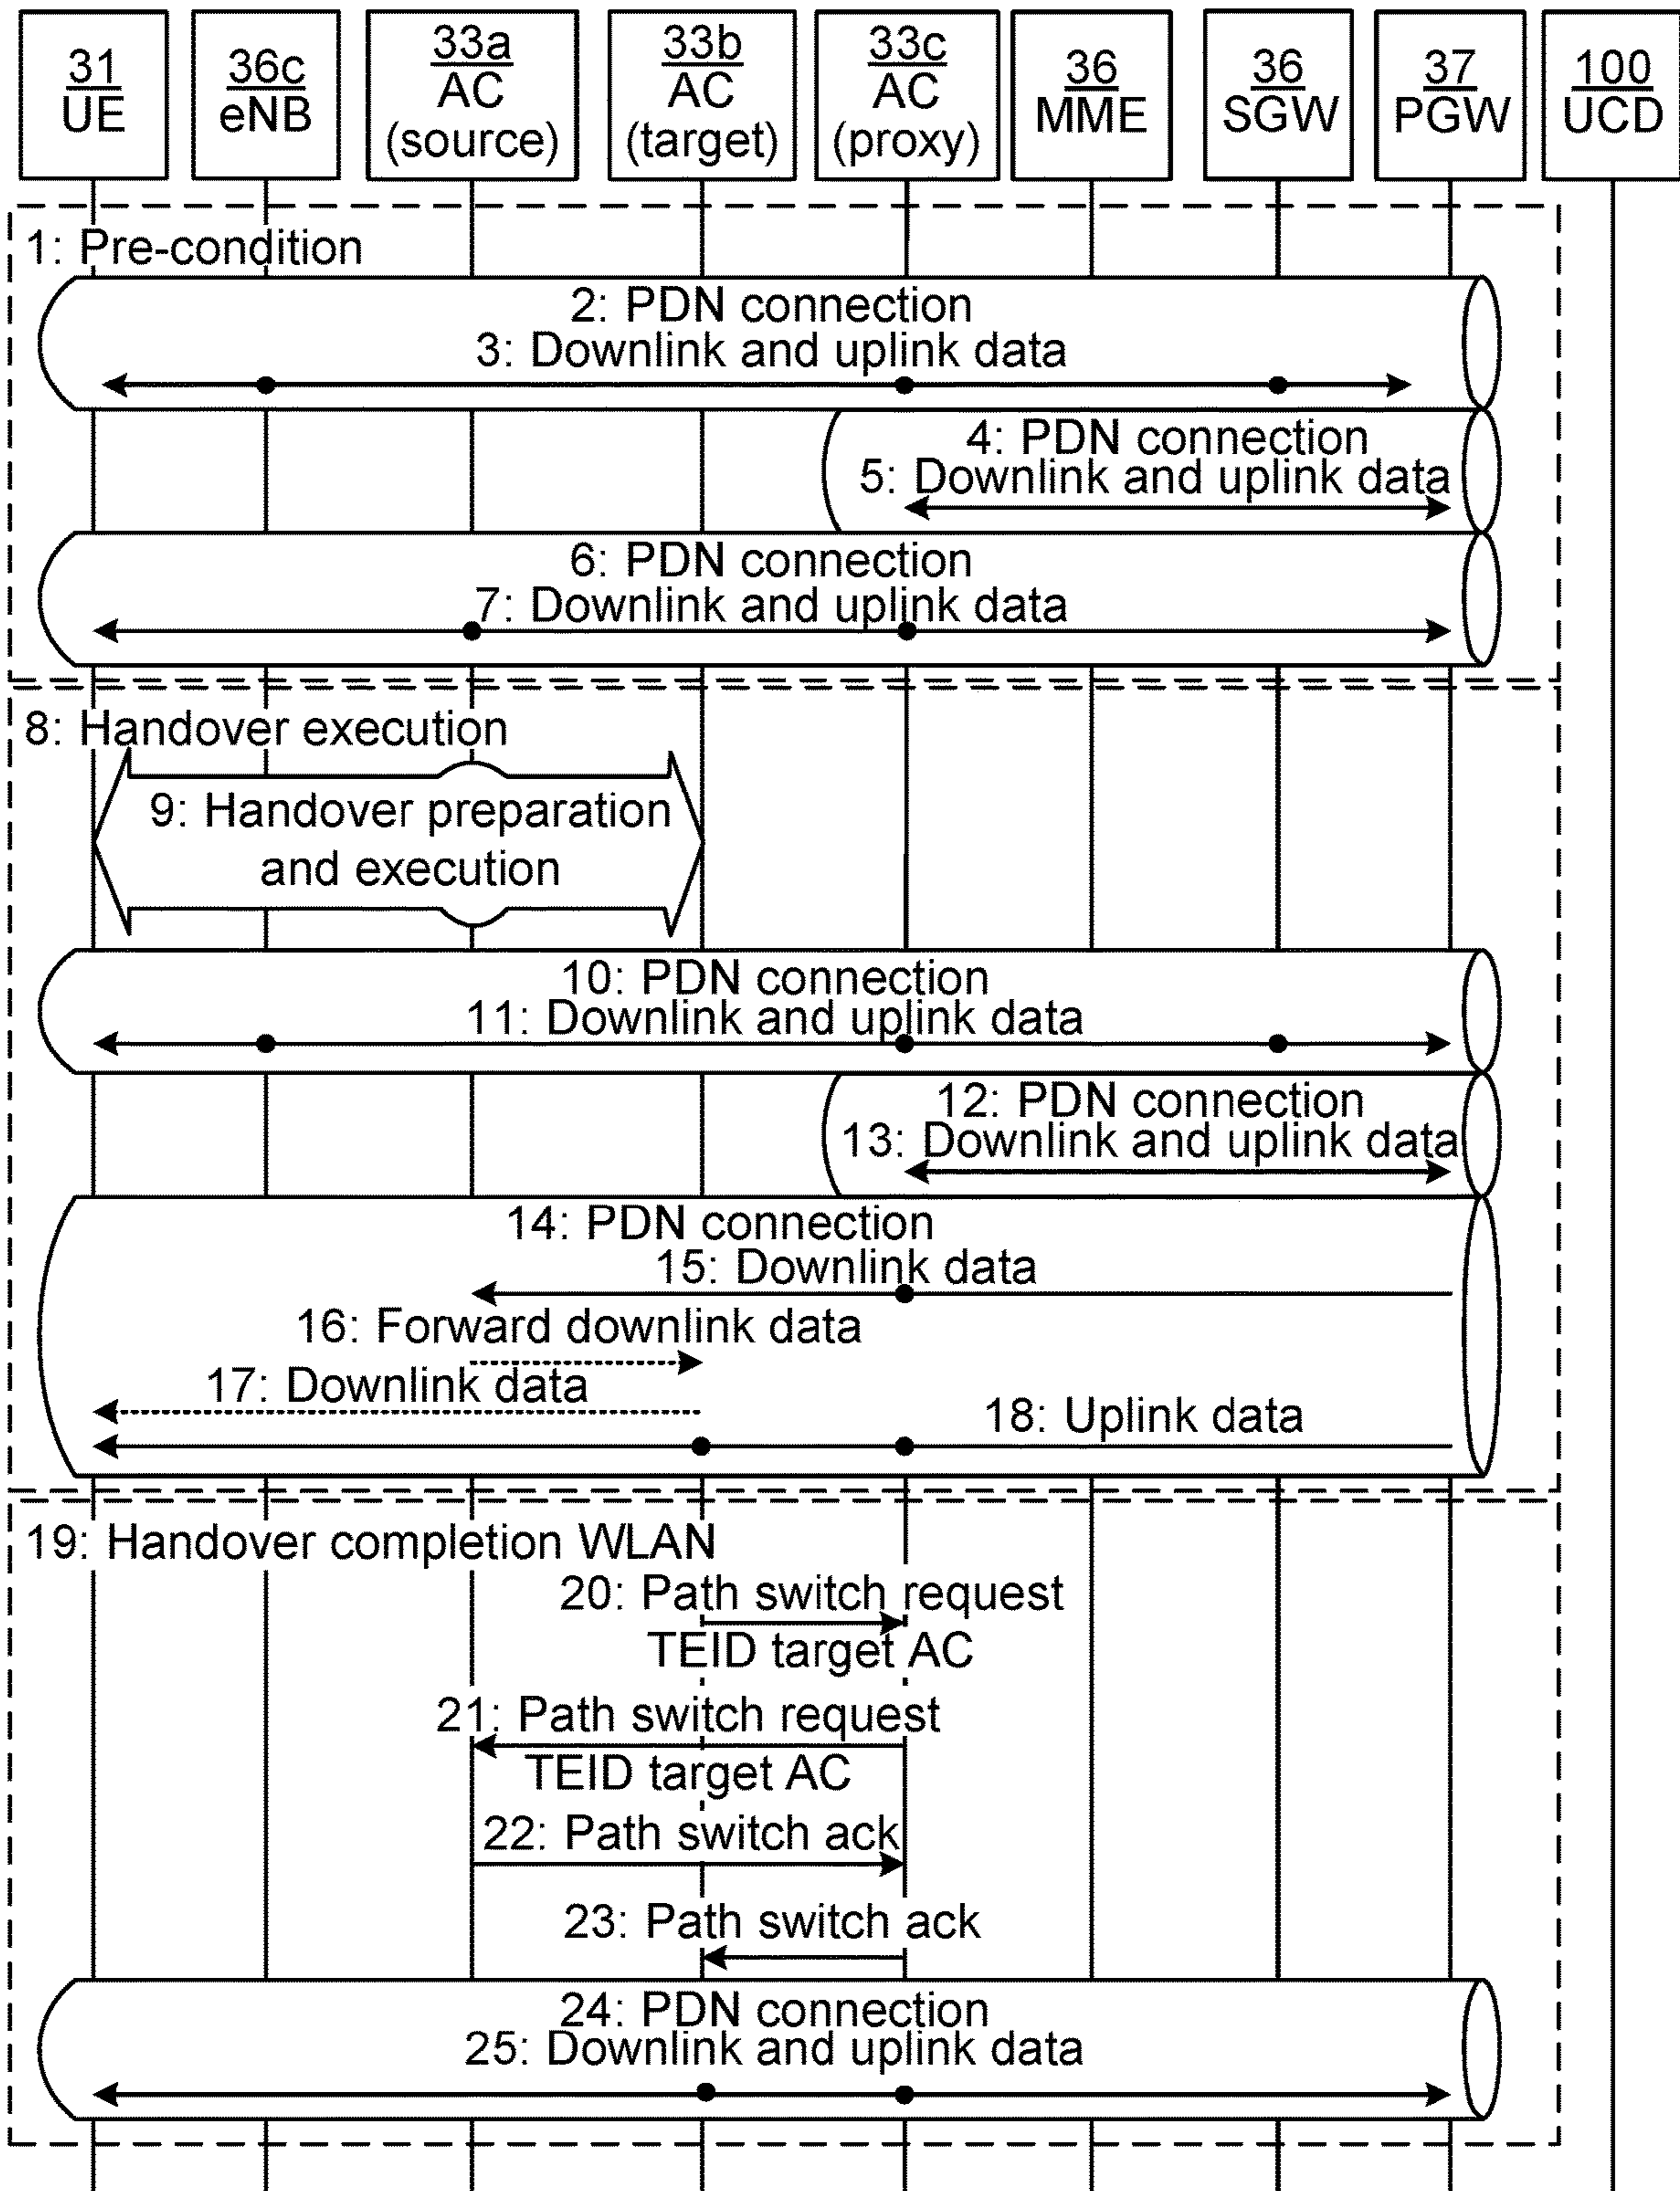 31
UE
36c
eNB
33a
AC
(source)
33b
AC
(target)
33c
AC
(proxy)
36
MME
36
SGW
37
PGW
100
UCD
1: Pre-condition
2: PDN connection
3: Downlink and uplink data
4: PDN connection
5: Downlink and uplink data
6: PDN connection
7: Downlink and uplink data
8: Handover execution
9: Handover preparation
and execution
10: PDN connection
11: Downlink and uplink data
12: PDN connection
13: Downlink and uplink data
14: PDN connection
15: Downlink data
16: Forward downlink data
17: Downlink data
18: Uplink data
19: Handover completion WLAN
20: Path switch request
TEID target AC
21: Path switch request
TEID target AC
22: Path switch ack
23: Path switch ack
24: PDN connection
25: Downlink and uplink data